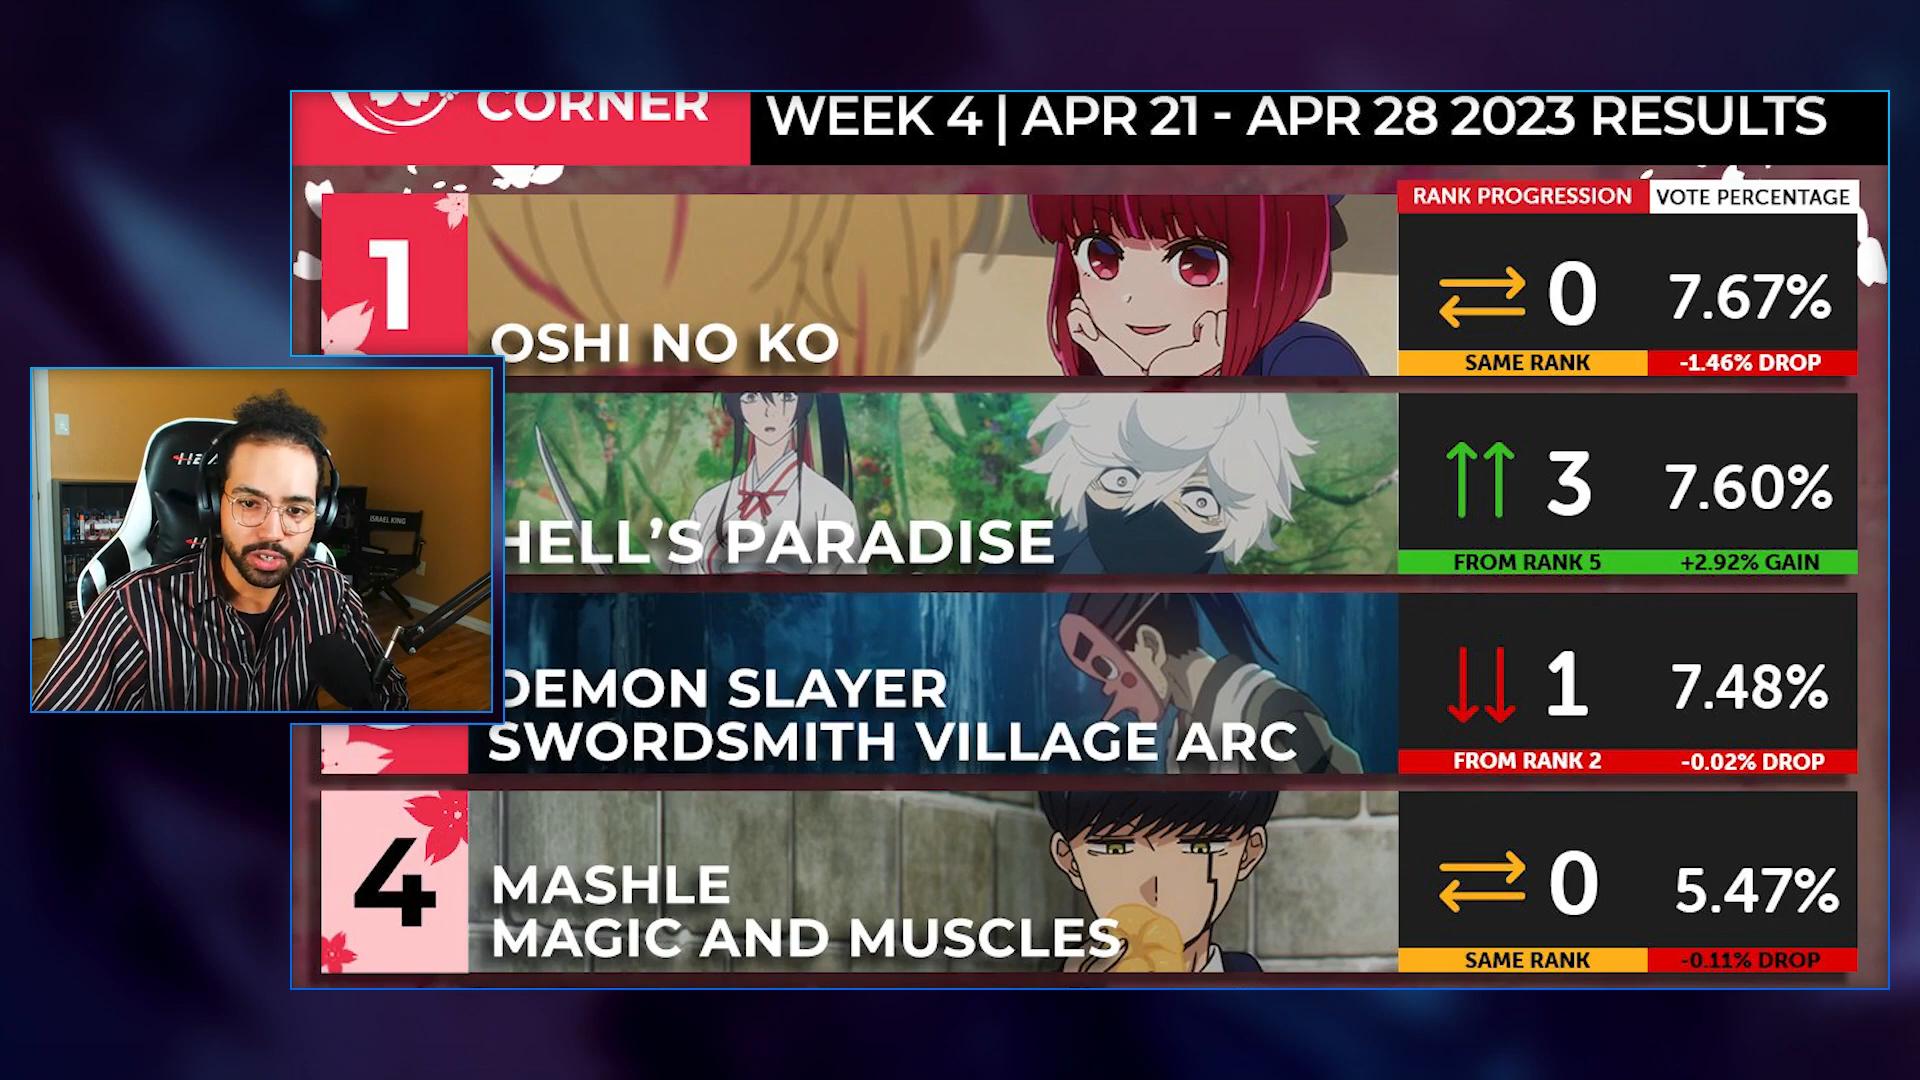 CORNER
WEEK 4 | APR 21 - APR 28 2023 RESULTS
RANK PROGRESSION
VOTE PERCENTAGE
1
OSHI NO KO
0
7.67%
SAME RANK
-1.46% DROP
HELL'S PARADISE
3
7.60%
FROM RANK 5
+2.92% GAIN
DEMON SLAYER
SWORDSMITH VILLAGE ARC
1
7.48%
FROM RANK 2
-0.02% DROP
4
MASHLE
MAGIC AND MUSCLES
0
5.47%
SAME RANK
-0.11% DROP
ISRAEL KING